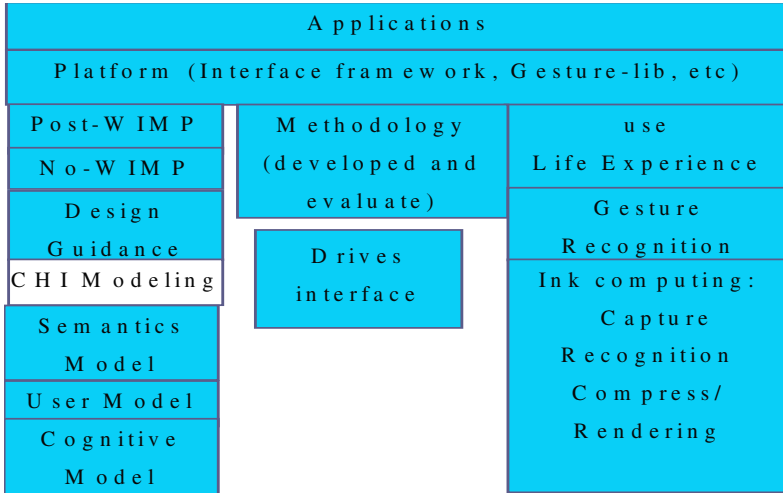 Applications
Platform (Interface framework, Gesture-lib, etc)
Post-WIMP
No-WIMP
Design
Guidance
CHI Modeling
Semantics
Model
User Model
Cognitive
Model
Methodology
(developed and
evaluate)
Drives
interface
use
Life Experience
Gesture
Recognition
Ink computing:
Capture
Recognition
Compress/
Rendering